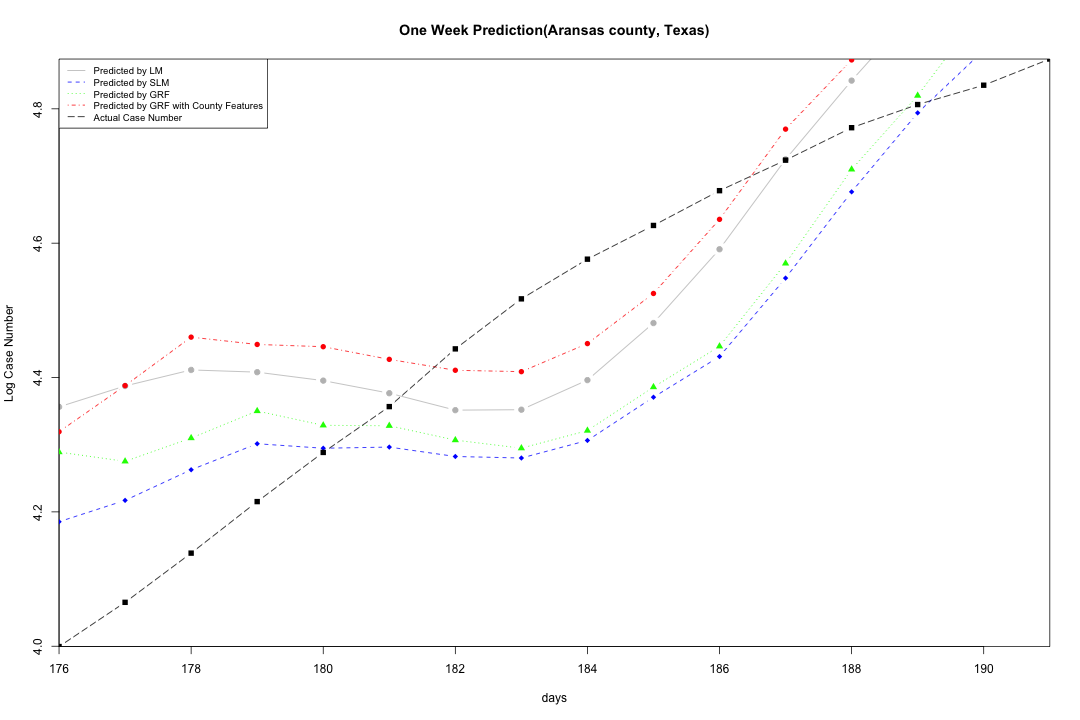 One Week Prediction(Aransas county, Texas)
Predicted by LM
Predicted by SLM
Predicted by GRF
Predicted by GRF with County Features
Actual Case Number
4.8
4.6
4.4
4.2
4.0
Log Case Number
176 178 180 182 184 186 188 190
days